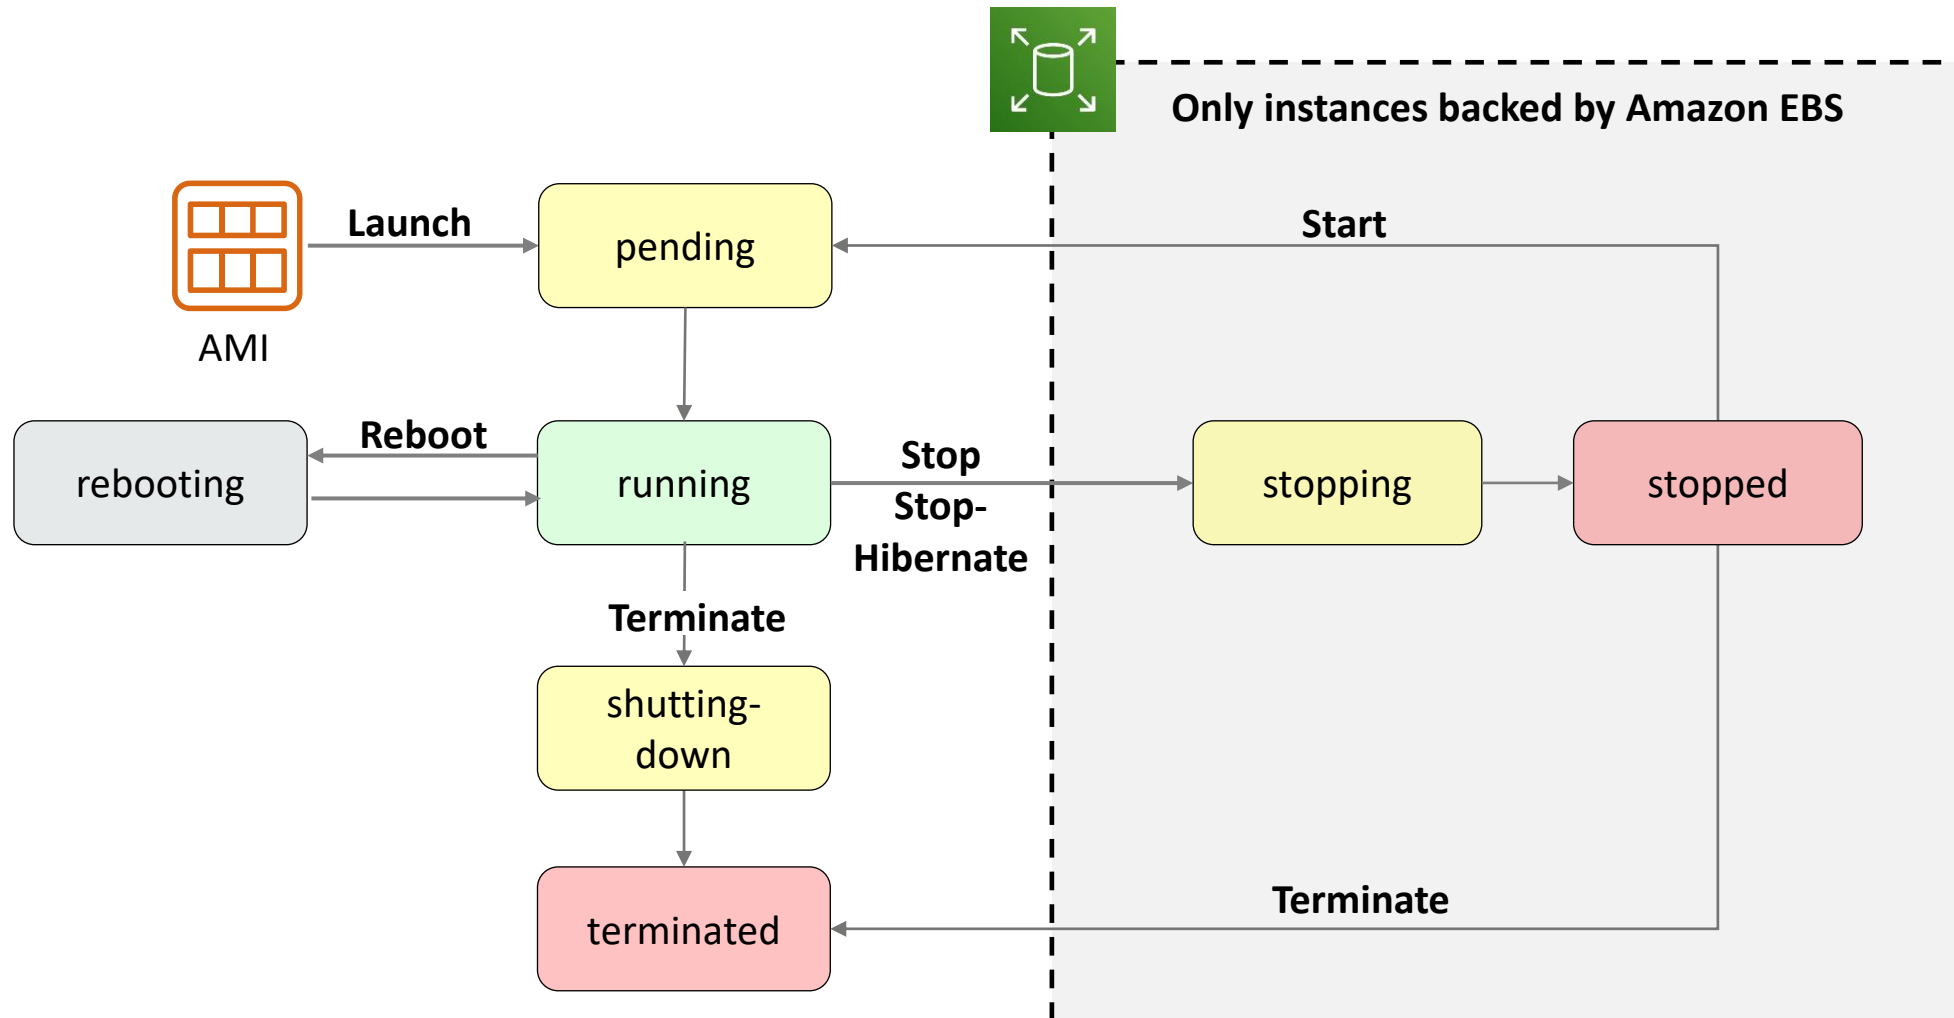 Only instances backed by Amazon EBS
Launch
pending
Start
AMI
rebooting
Reboot
running
Stop
Stop-
Hibernate
stopping
stopped
Terminate
shutting-
down
Terminate
terminated